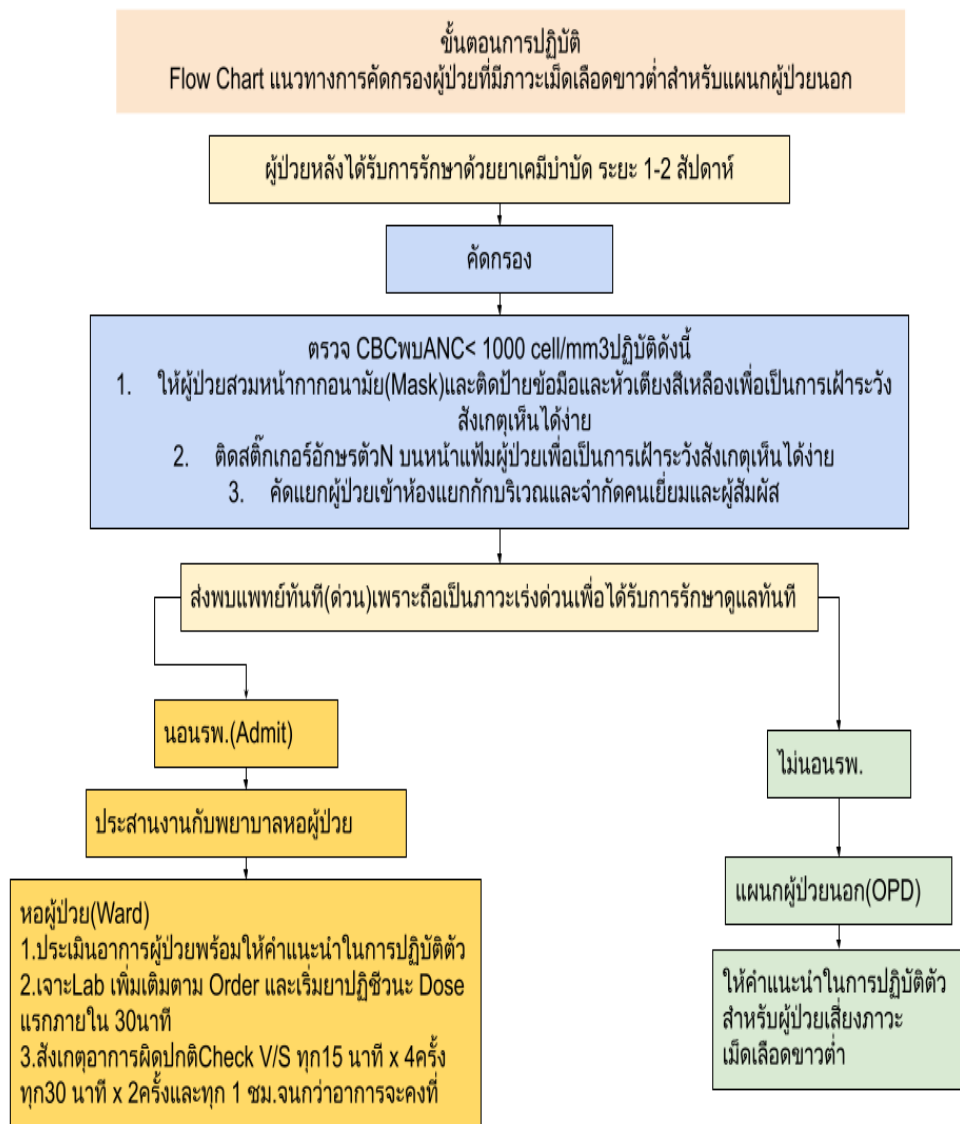 ขั้นตอนการปฏิบัติ
Flow Chart แนวทางการคัดกรองผู้ป่วยที่มีภาวะเม็ดเลือดขาวต่ำสำหรับแผนกผู้ป่วยนอก
ผู้ป่วยหลังได้รับการรักษาด้วยยาเคมีบำบัด ระยะ 1-2 สัปดาห์
คัดกรอง
ตรวจ CBCพบANC< 1000 cell/mm3ปฏิบัติดังนี้
1. ให้ผู้ป่วยสวมหน้ากากอนามัย(Mask)และติดป้ายข้อมือและหัวเตียงสีเหลืองเพื่อเป็นการเฝ้าระวัง
สังเกตุเห็นได้ง่าย
2. ติดสติ๊กเกอร์อักษรตัวN บนหน้าแฟ้มผู้ป่วยเพื่อเป็นการเฝ้าระวังสังเกตุเห็นได้ง่าย
3. คัดแยกผู้ป่วยเข้าห้องแยกกักบริเวณและจำกัดคนเยี่ยมและผู้สัมผัส
ส่งพบแพทย์ทันที(ด่วน)เพราะถือเป็นภาวะเร่งด่วนเพื่อได้รับการรักษาดูแลทันที
นอนรพ.(Admit)
ประสานงานกับพยาบาลหอผู้ป่วย
หอผู้ป่วย(Ward)
1.ประเมินอาการผู้ป่วยพร้อมให้คำแนะนำในการปฏิบัติตัว
2.เจาะLab เพิ่มเติมตาม Order และเริ่มยาปฏิชีวนะ Dose
แรกภายใน 30นาที
3.สังเกตุอาการผิดปกติCheck V/S ทุก15 นาที x 4ครั้ง
ทุก30 นาที x 2ครั้งและทุก 1 ชม.จนกว่าอาการจะคงที่
ไม่นอนรพ.
แผนกผู้ป่วยนอก(OPD)
ให้คำแนะนำในการปฏิบัติตัว
สำหรับผู้ป่วยเสี่ยงภาวะ
เม็ดเลือดขาวต่ำ